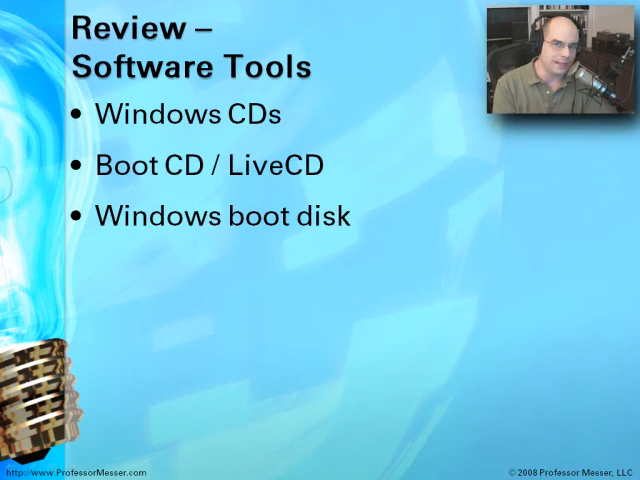 Review –
Software Tools
• Windows CDs
• Boot CD / LiveCD
• Windows boot disk
http://www.ProfessorMesser.com
© 2008 Professor Messer, LLC